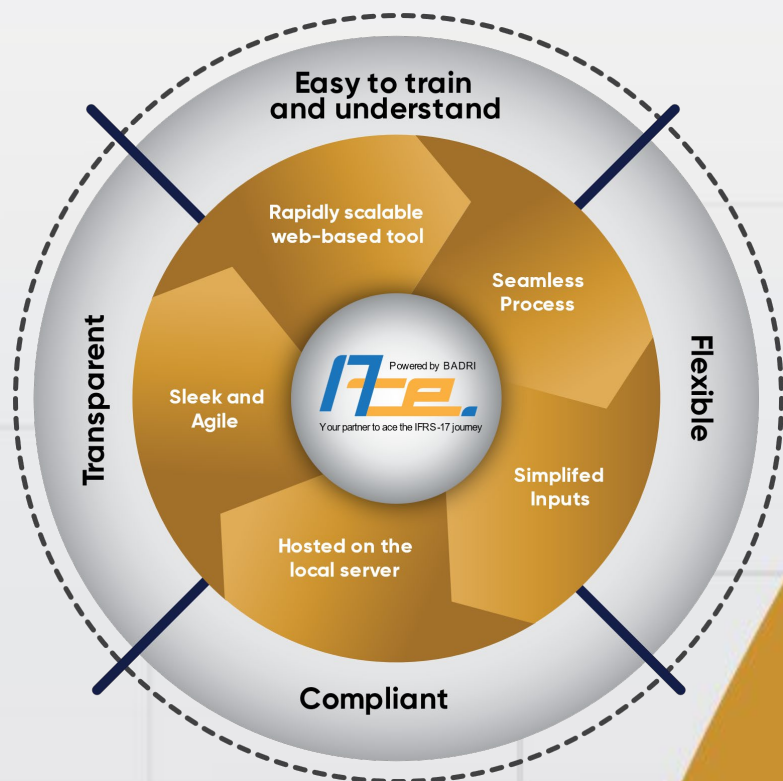 Easy to train
and understand
Rapidly scalable
web-based tool
Seamless
Process
Transparent
Flexible
Powered by BADRI
17ace.
Your partner to ace the IFRS-17 journey
Sleek and
Agile
Simplifed
Inputs
Hosted on the
local server
Compliant